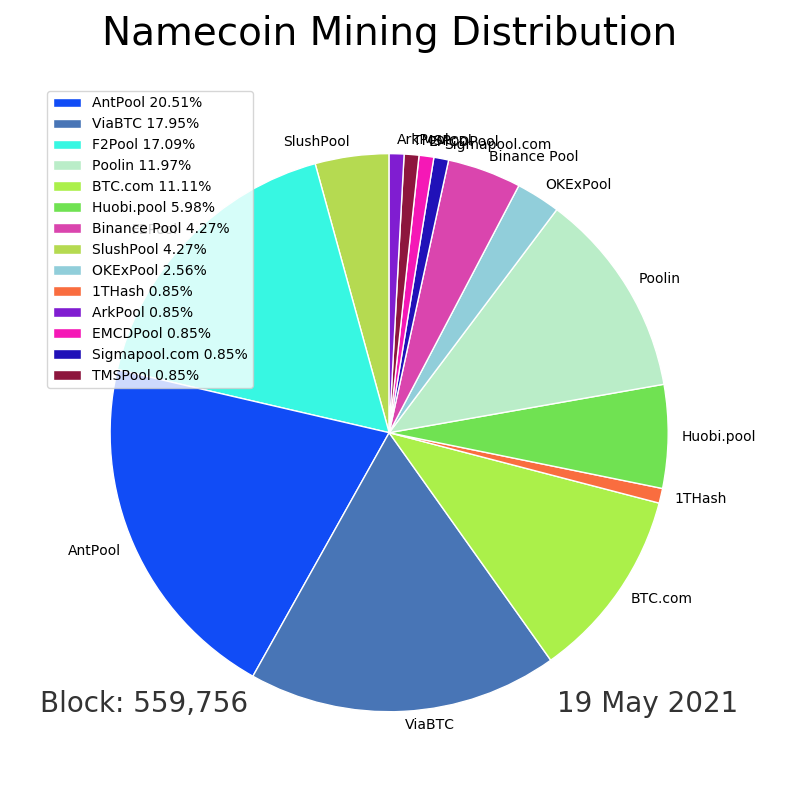 Namecoin Mining Distribution
AntPool 20.51%
ViaBTC 17.95%
F2Pool 17.09%
Poolin 11.97%
BTC.com 11.11%
Huobi.pool 5.98%
Binance Pool 4.27%
SlushPool 4.27%
OKExPool 2.56%
1THash 0.85%
ArkPool 0.85%
EMCDPool 0.85%
Sigmapool.com 0.85%
TMSPool 0.85%
SlushPool
ArkPool
TMSPool
EMCDPool
Sigmapool.com
Binance Pool
OKExPool
Poolin
Huobi.pool
1THash
BTC.com
ViaBTC
AntPool
Block: 559,756
19 May 2021